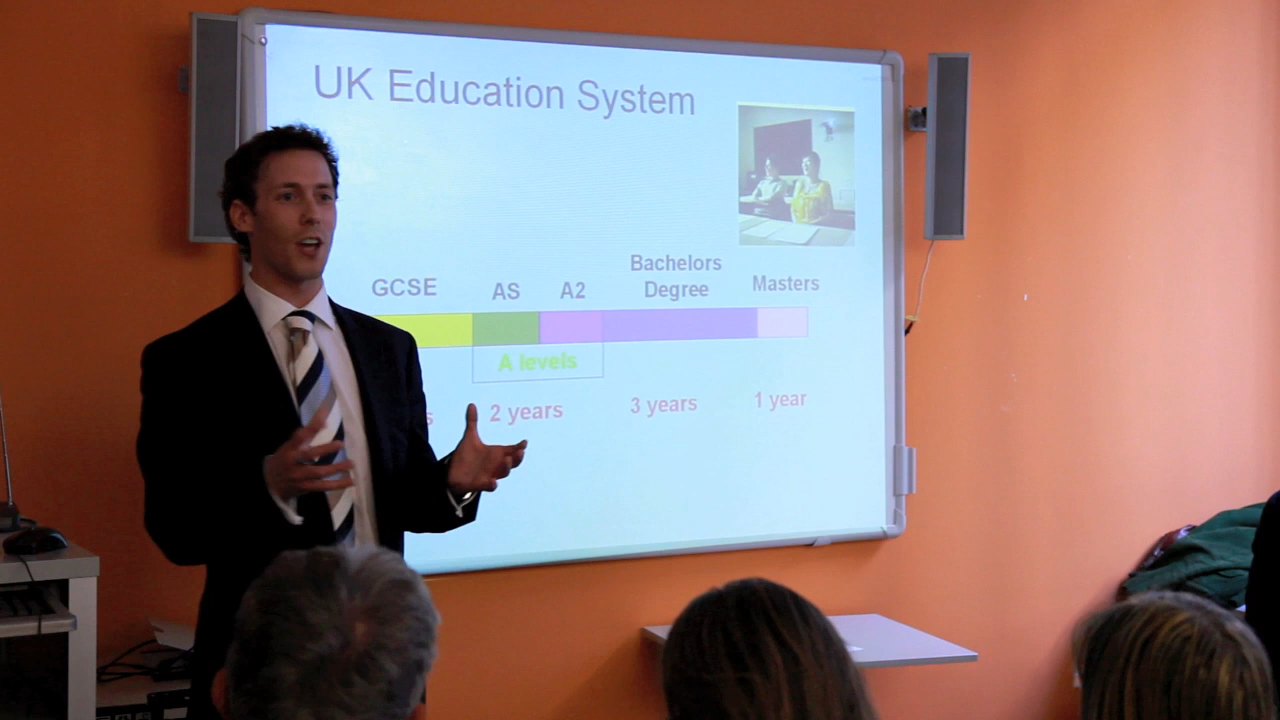 UK Education System
Bachelors
GCSE AS A2 Degree Masters
A levels
s 2 years 3 years 1 year